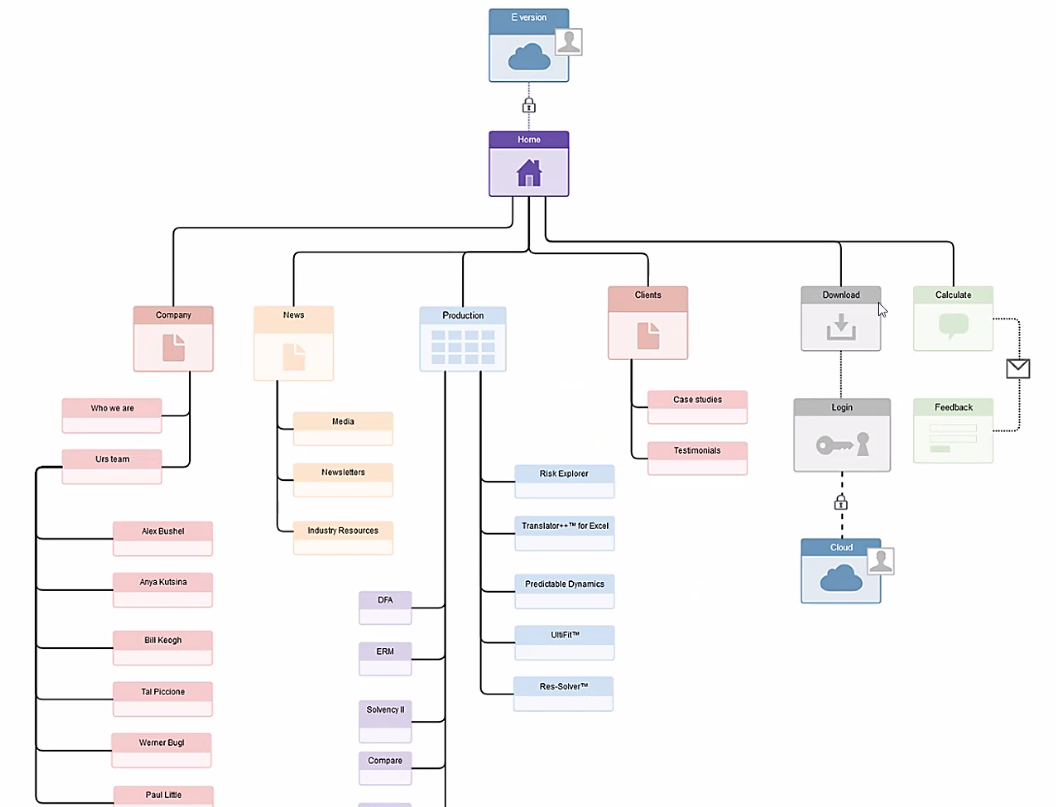 E version
Home
Company
News
Production
Clients
Download
Calculate
Who we are
Urs team
Alex Bushel
Anya Kutsina
Bill Keogh
Tal Piccione
Werner Bugl
Paul Little
Media
Newsletters
Industry Resources
DFA
ERM
Solvency II
Compare
Risk Explorer
Translator++™ for Excel
Predictable Dynamics
UltiFit™
Res-Solver™
Case studies
Testimonials
Login
Cloud
Feedback